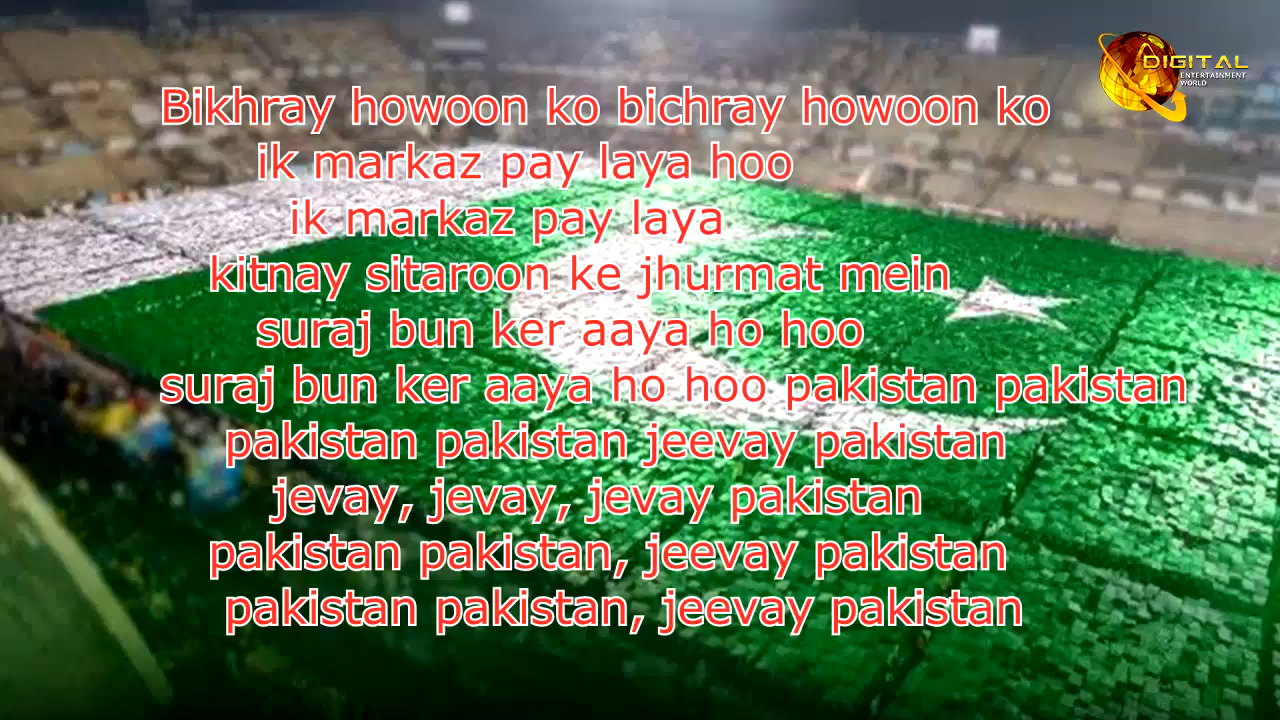 DIGITAL
ENTERTAINMENT
WORLD
Bikhray howoon ko bichray howoon ko
ik markaz pay laya hoo
ik markaz pay laya
kitnay sitaroon ke jhurmat mein
suraj bun ker aaya ho hoo
suraj bun ker aaya ho hoo pakistan pakistan
pakistan pakistan jeevay pakistan
jevay, jevay, jevay pakistan
pakistan pakistan, jeevay pakistan
pakistan pakistan, jeevay pakistan